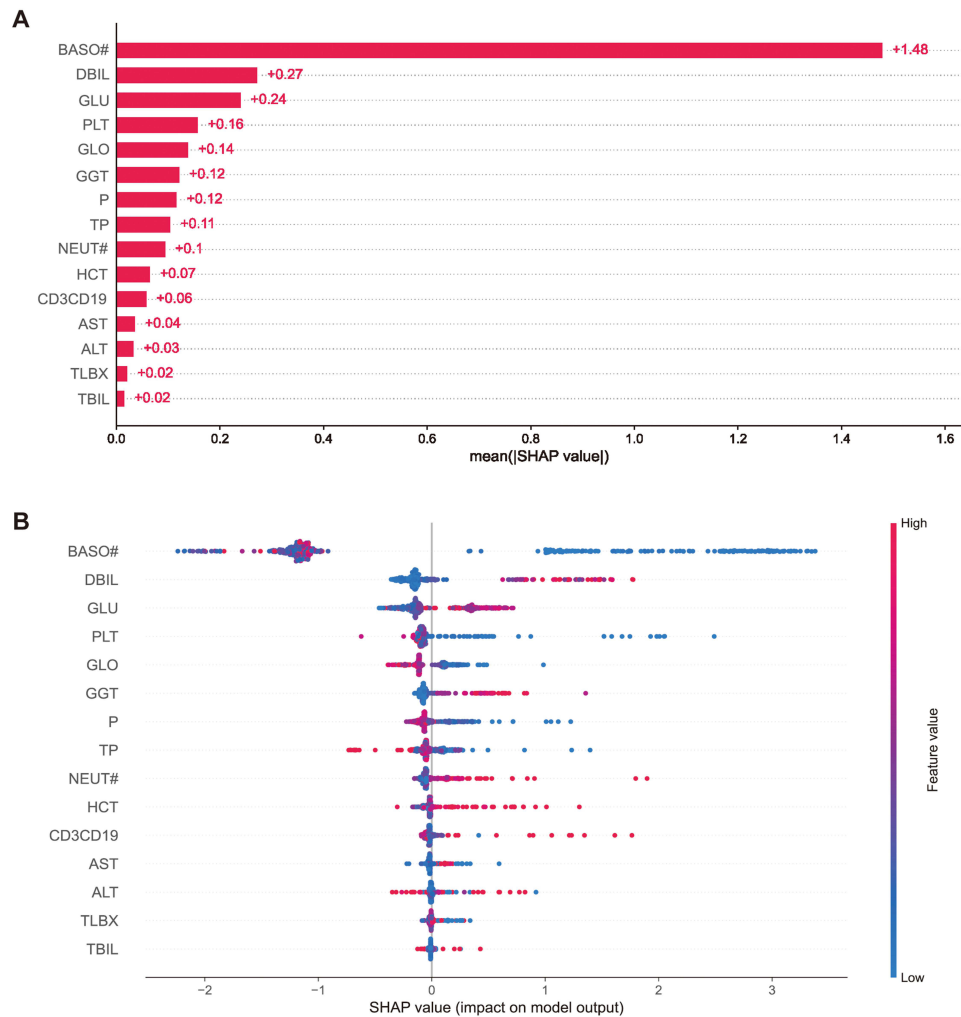 A
BASO# +1.48
DBIL +0.27
GLU +0.24
PLT +0.16
GLO +0.14
GGT +0.12
P +0.12
TP +0.11
NEUT# +0.1
HCT +0.07
CD3CD19 +0.06
AST +0.04
ALT +0.03
TLBX +0.02
TBIL +0.02
0.0 0.2 0.4 0.6 0.8 1.0 1.2 1.4 1.6
mean(|SHAP value|)
B
High
BASO#
DBIL
GLU
PLT
GLO
GGT
P
TP
NEUT#
HCT
CD3CD19
AST
ALT
TLBX
TBIL
Feature value
Low
−2 −1 0 1 2 3
SHAP value (impact on model output)